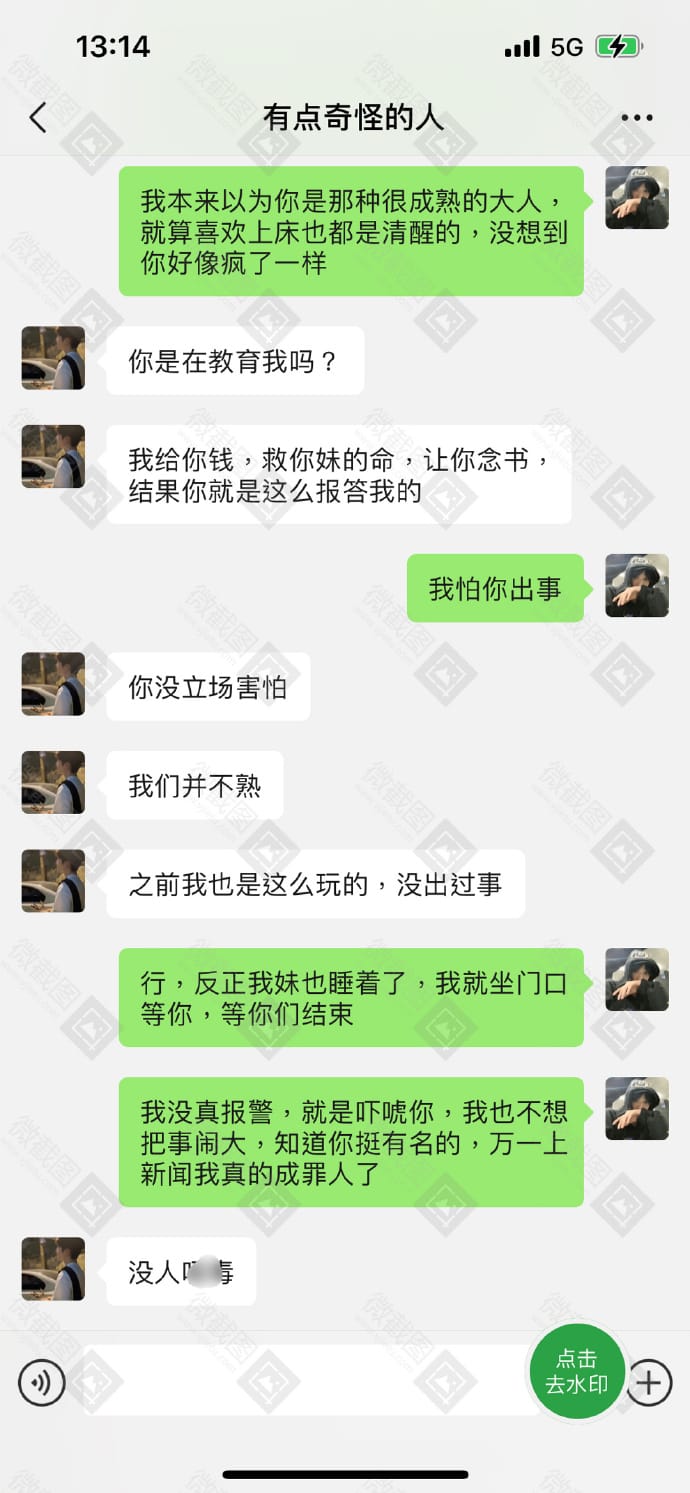 13:14
5G
有点奇怪的人
我本来以为你是那种很成熟的大人，
就算喜欢上床也都是清醒的，没想到
你好像疯了一样
你是在教育我吗？
我给你钱，救你妹的命，让你念书，
结果你就是这么报答我的
我怕你出事
你没立场害怕
我们并不熟
之前我也是这么玩的，没出过事
行，反正我妹也睡着了，我就坐门口
等你，等你们结束
我没真报警，就是吓唬你，我也不想
把事闹大，知道你挺有名的，万一上
新闻我真的成罪人了
没人 毒
点击
去水印
微截图